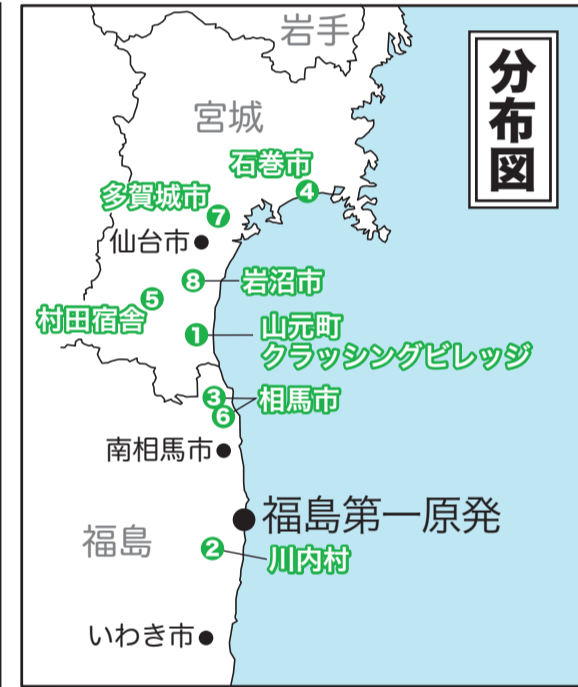 岩手
分布図
宮城
石巻市
④
多賀城市
⑦
仙台市
⑧
岩沼市
⑤
村田宿舎
①
山元町
クラッシングビレッジ
③
相馬市
⑥
南相馬市
福島第一原発
福島
②
川内村
いわき市